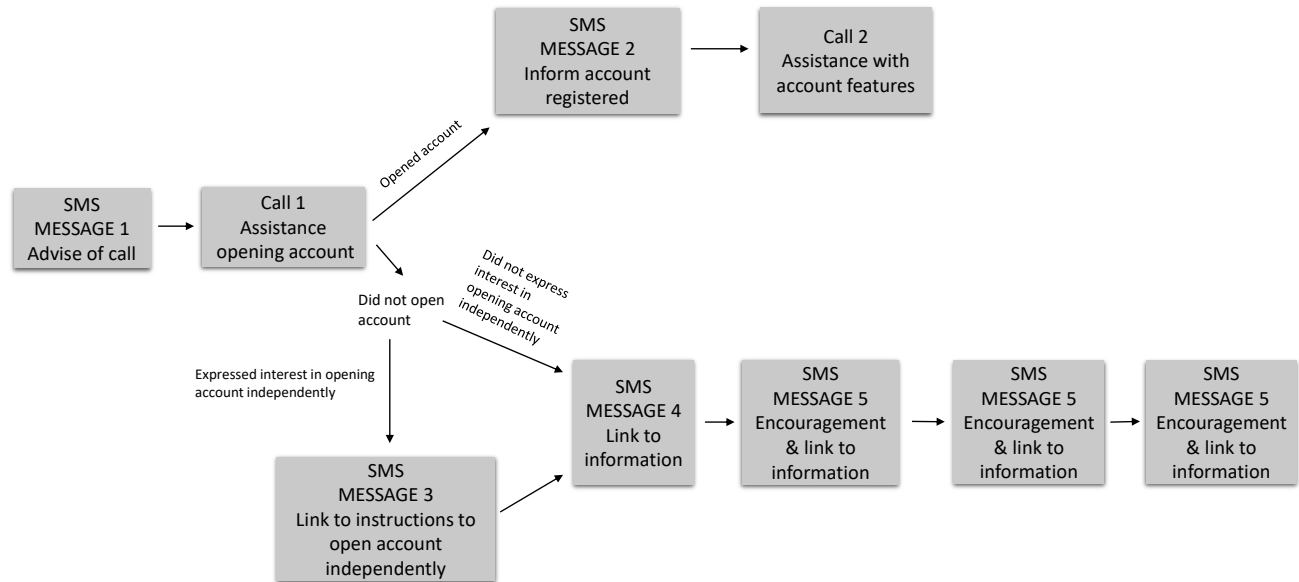 SMS
MESSAGE 2
Inform account
registered
Call 2
Assistance with
account features
Opened account
SMS
MESSAGE 1
Advise of call
Call 1
Assistance
opening account
Did not open
account
Did not express
interest in
opening account
independently
Expressed interest in opening
account independently
SMS
MESSAGE 3
Link to instructions to
open account
independently
SMS
MESSAGE 4
Link to
information
SMS
MESSAGE 5
Encouragement
& link to
information
SMS
MESSAGE 5
Encouragement
& link to
information
SMS
MESSAGE 5
Encouragement
& link to
information